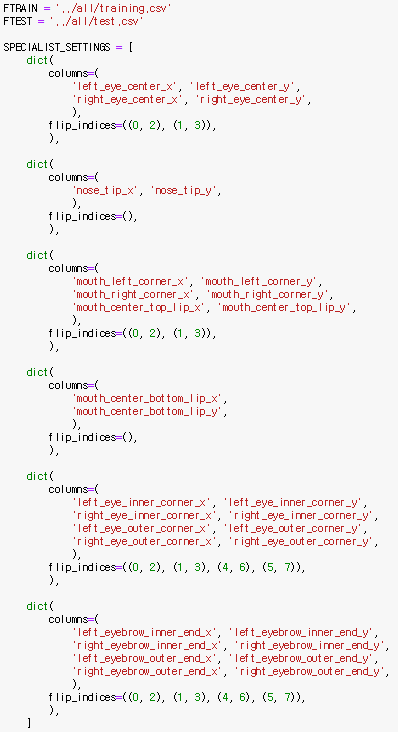 FTRAIN = '../all/training.csv'
FTEST = '../all/test.csv'

SPECIALIST_SETTINGS = [
    dict(
        columns=(
            'left_eye_center_x', 'left_eye_center_y',
            'right_eye_center_x', 'right_eye_center_y',
            ),
        flip_indices=((0, 2), (1, 3)),
        ),

    dict(
        columns=(
            'nose_tip_x', 'nose_tip_y',
            ),
        flip_indices=(),
        ),

    dict(
        columns=(
            'mouth_left_corner_x', 'mouth_left_corner_y',
            'mouth_right_corner_x', 'mouth_right_corner_y',
            'mouth_center_top_lip_x', 'mouth_center_top_lip_y',
            ),
        flip_indices=((0, 2), (1, 3)),
        ),

    dict(
        columns=(
            'mouth_center_bottom_lip_x',
            'mouth_center_bottom_lip_y',
            ),
        flip_indices=(),
        ),

    dict(
        columns=(
            'left_eye_inner_corner_x', 'left_eye_inner_corner_y',
            'right_eye_inner_corner_x', 'right_eye_inner_corner_y',
            'left_eye_outer_corner_x', 'left_eye_outer_corner_y',
            'right_eye_outer_corner_x', 'right_eye_outer_corner_y',
            ),
        flip_indices=((0, 2), (1, 3), (4, 6), (5, 7)),
        ),

    dict(
        columns=(
            'left_eyebrow_inner_end_x', 'left_eyebrow_inner_end_y',
            'right_eyebrow_inner_end_x', 'right_eyebrow_inner_end_y',
            'left_eyebrow_outer_end_x', 'left_eyebrow_outer_end_y',
            'right_eyebrow_outer_end_x', 'right_eyebrow_outer_end_y',
            ),
        flip_indices=((0, 2), (1, 3), (4, 6), (5, 7)),
        ),
    ]